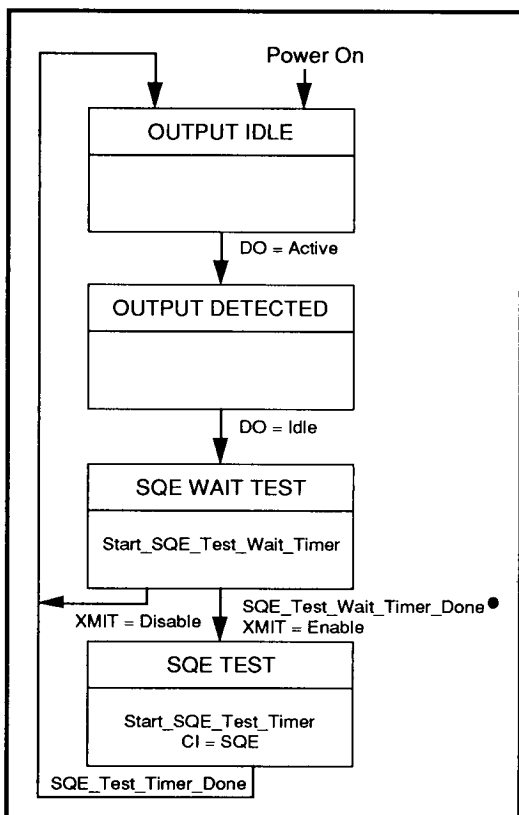 Power On
OUTPUT IDLE
DO = Active
OUTPUT DETECTED
DO = Idle
SQE WAIT TEST
Start_SQE_Test_Wait_Timer
SQE_Test_Wait_Timer_Done●
XMIT = Disable
XMIT = Enable
SQE TEST
Start_SQE_Test_Timer
CI = SQE
SQE_Test_Timer_Done